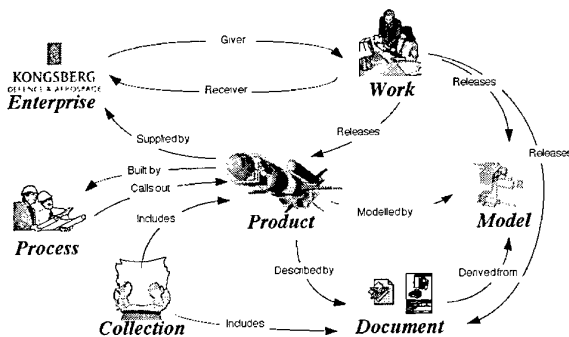 Giver
KONGSBERG
DEFENCE & AEROSPACE
Enterprise
Receiver
Work
Releases
Supplied by
Releases
Releases
Built by
Calls out
Includes
Process
Product
Modelled by
Model
Described by
Derived from
Collection
Includes
Document